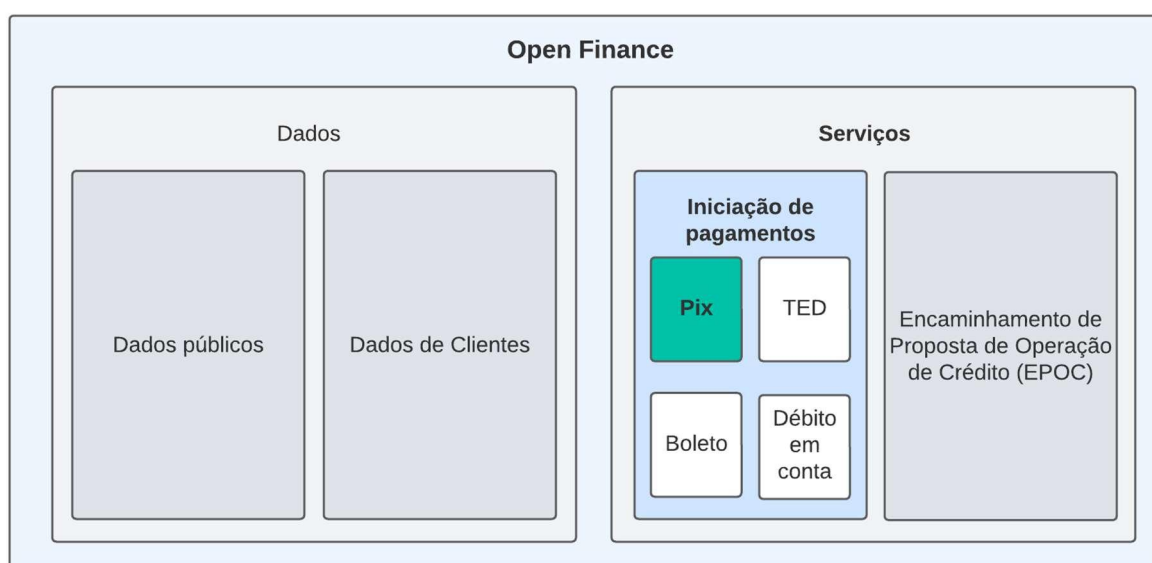 Open Finance
Dados
Dados públicos
Dados de Clientes
Serviços
Iniciação de
pagamentos
Pix
TED
Boleto
Débito
em
conta
Encaminhamento de
Proposta de Operação
de Crédito (EPOC)